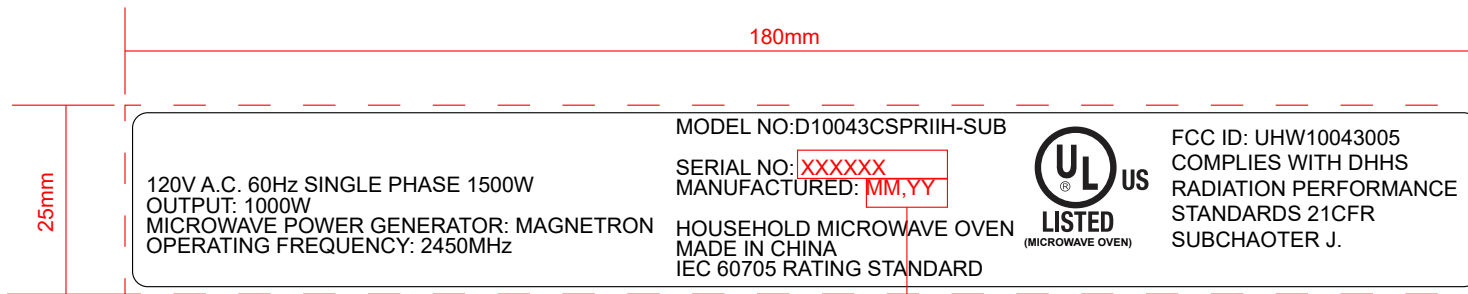 180mm
25mm
120V A.C. 60Hz SINGLE PHASE 1500W
OUTPUT: 1000W
MICROWAVE POWER GENERATOR: MAGNETRON
OPERATING FREQUENCY: 2450MHz
MODEL NO:D10043CSPRIIH-SUB
SERIAL NO: XXXXXX
MANUFACTURED: MM,YY
HOUSEHOLD MICROWAVE OVEN
MADE IN CHINA
IEC 60705 RATING STANDARD
UL
®
US
LISTED
(MICROWAVE OVEN)
FCC ID: UHW10043005
COMPLIES WITH DHHS
RADIATION PERFORMANCE
STANDARDS 21CFR
SUBCHAOTER J.